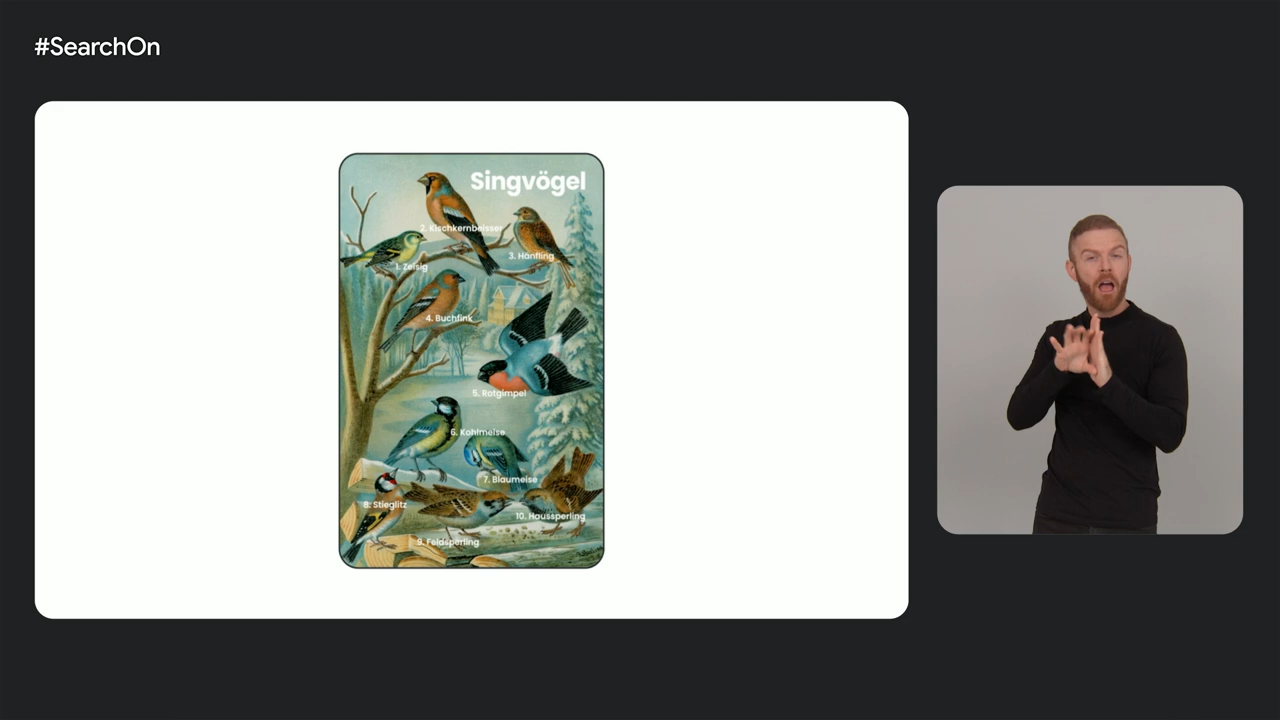 #SearchOn
Singvögel
2. Kischkernbeisser
3. Hänfling
1. Zeisig
4. Buchfink
5. Rotgimpel
6. Kohlmeise
7. Blaumeise
8. Stieglitz
10. Haussperling
9. Feldsperling